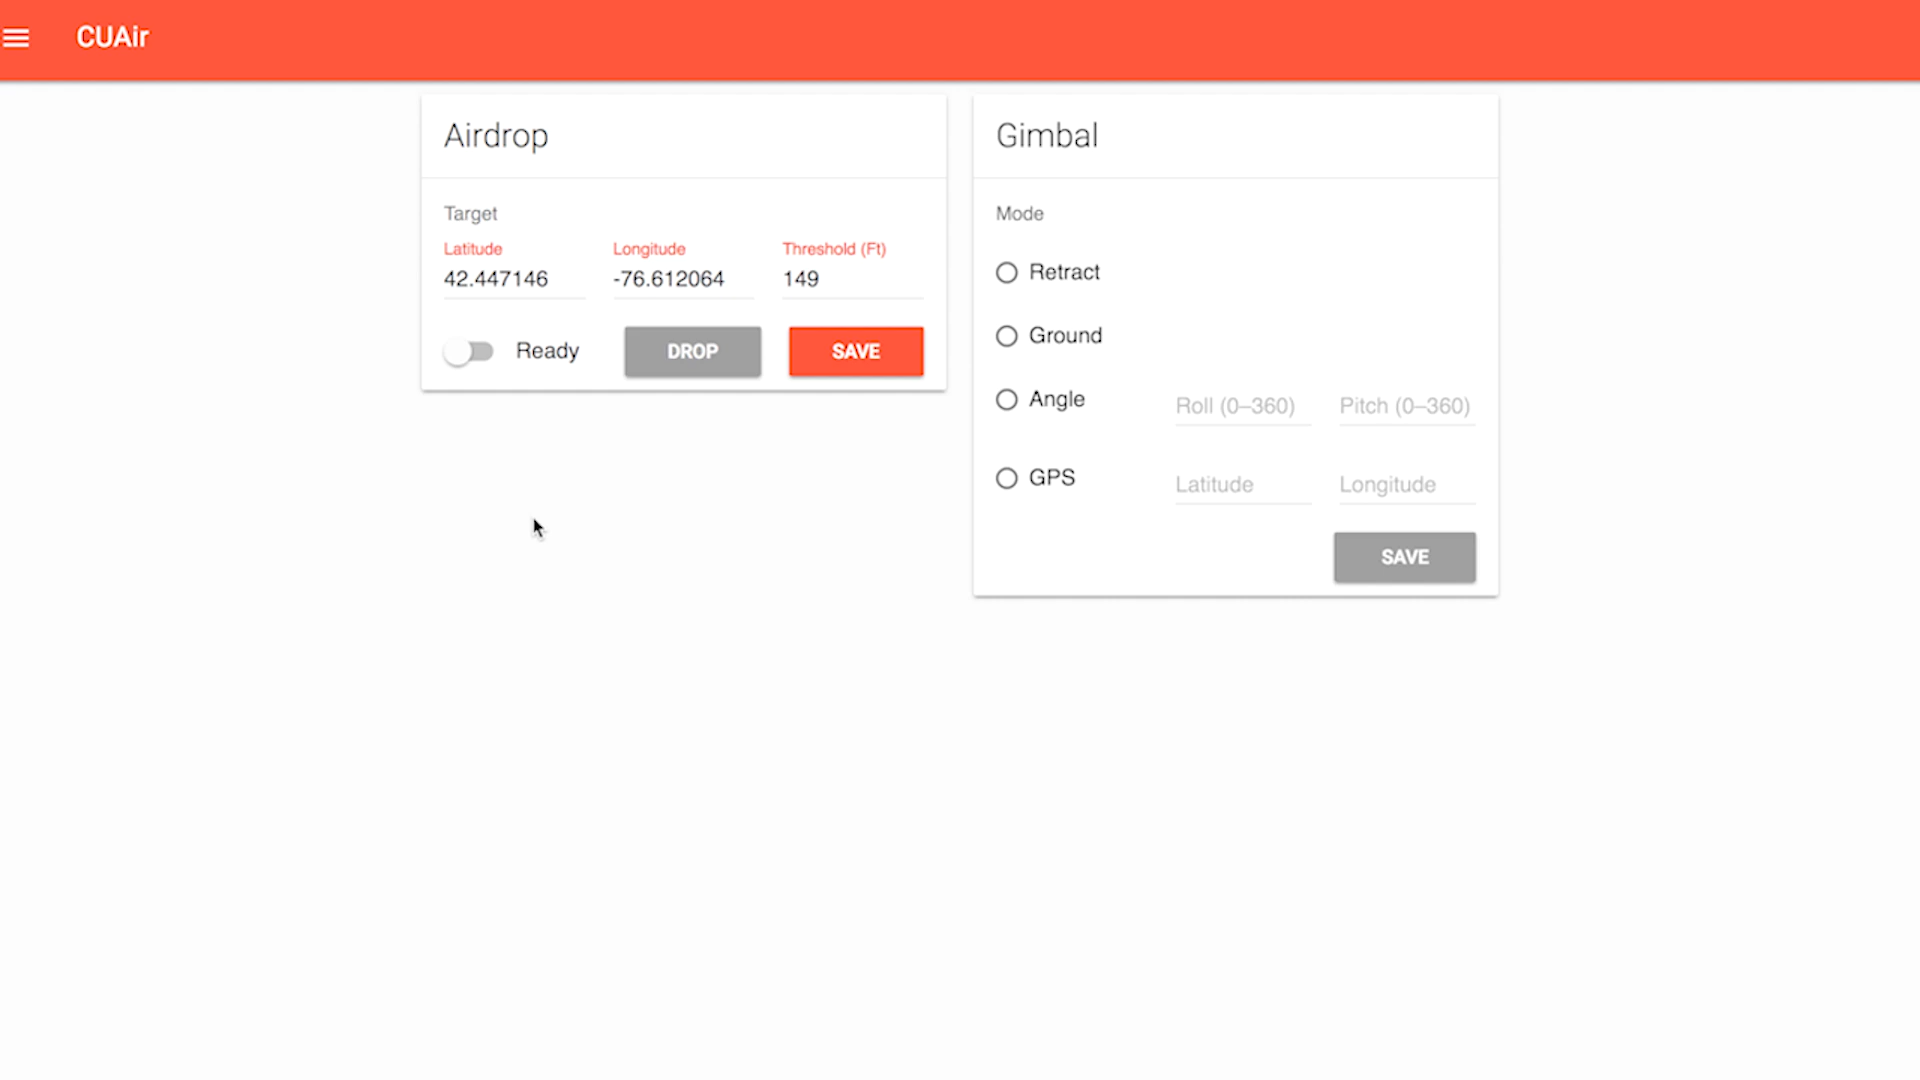 CUAir
Airdrop
Target
Latitude Longitude Threshold (Ft)
42.447146 -76.612064 149
Ready DROP SAVE
Gimbal
Mode
Retract
Ground
Angle Roll (0–360) Pitch (0–360)
GPS Latitude Longitude
SAVE